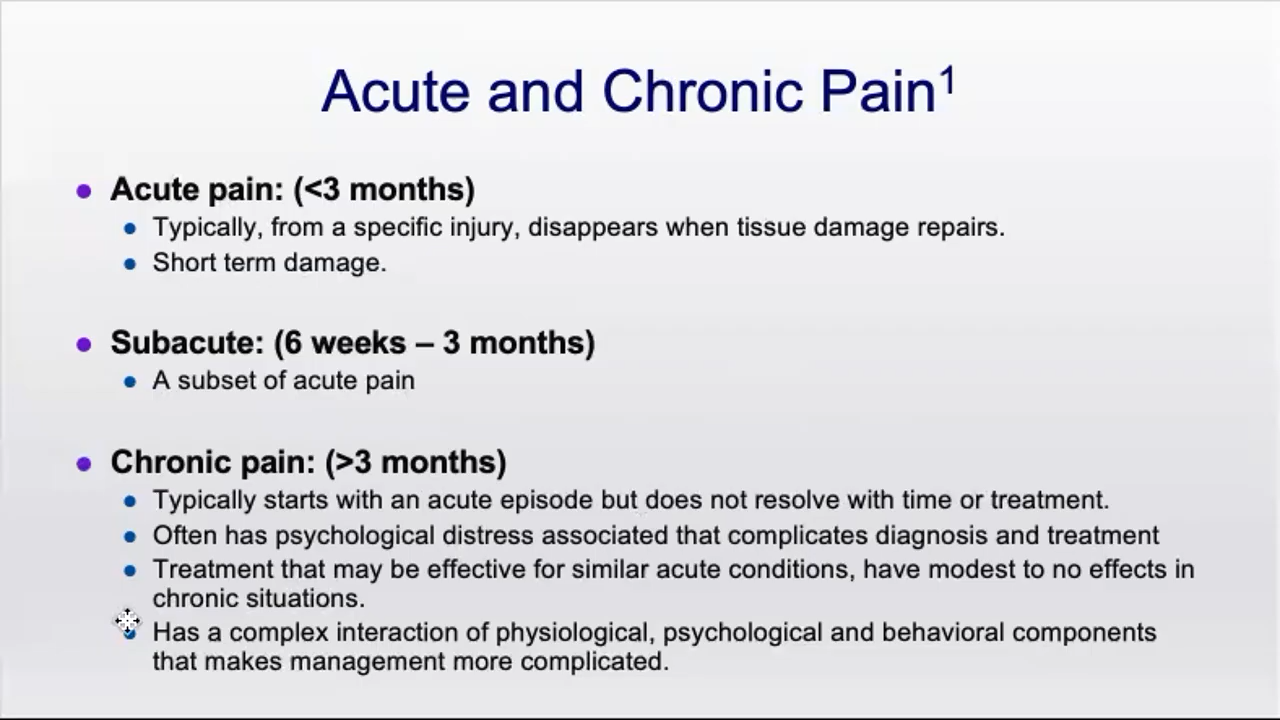 Acute and Chronic Pain¹
Acute pain: (<3 months)
Typically, from a specific injury, disappears when tissue damage repairs.
Short term damage.
Subacute: (6 weeks – 3 months)
A subset of acute pain
Chronic pain: (>3 months)
Typically starts with an acute episode but does not resolve with time or treatment.
Often has psychological distress associated that complicates diagnosis and treatment
Treatment that may be effective for similar acute conditions, have modest to no effects in
chronic situations.
Has a complex interaction of physiological, psychological and behavioral components
that makes management more complicated.